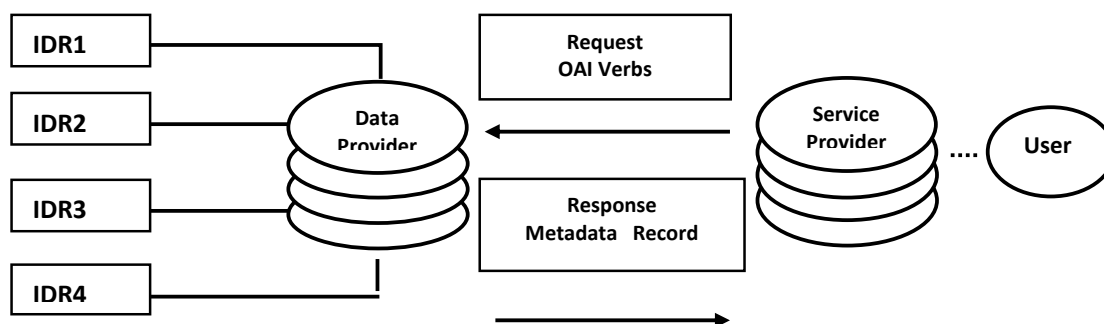 IDR1
IDR2
IDR3
IDR4
Data
Provider
Request
OAI Verbs
Response
Metadata Record
Service
Provider
....
User